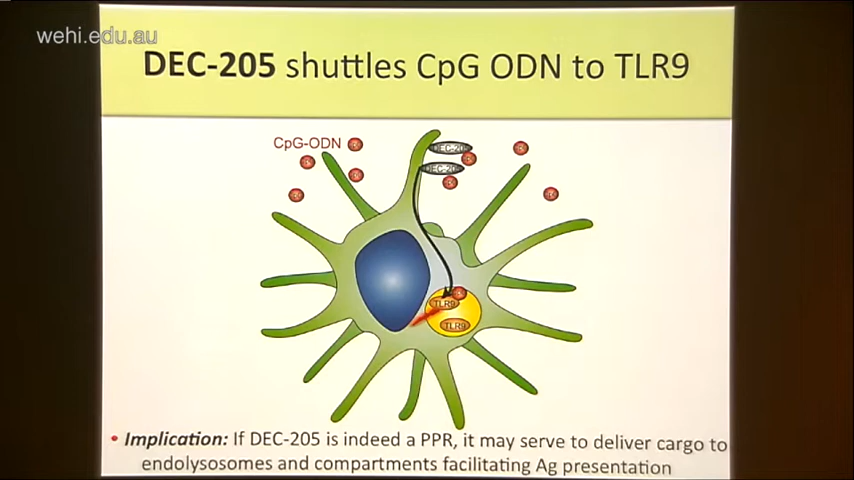 wehi.edu.au
DEC-205 shuttles CpG ODN to TLR9
CpG-ODN
DEC-205
DEC-205
TLR9
TLR9
• Implication: If DEC-205 is indeed a PPR, it may serve to deliver cargo to
endolysosomes and compartments facilitating Ag presentation